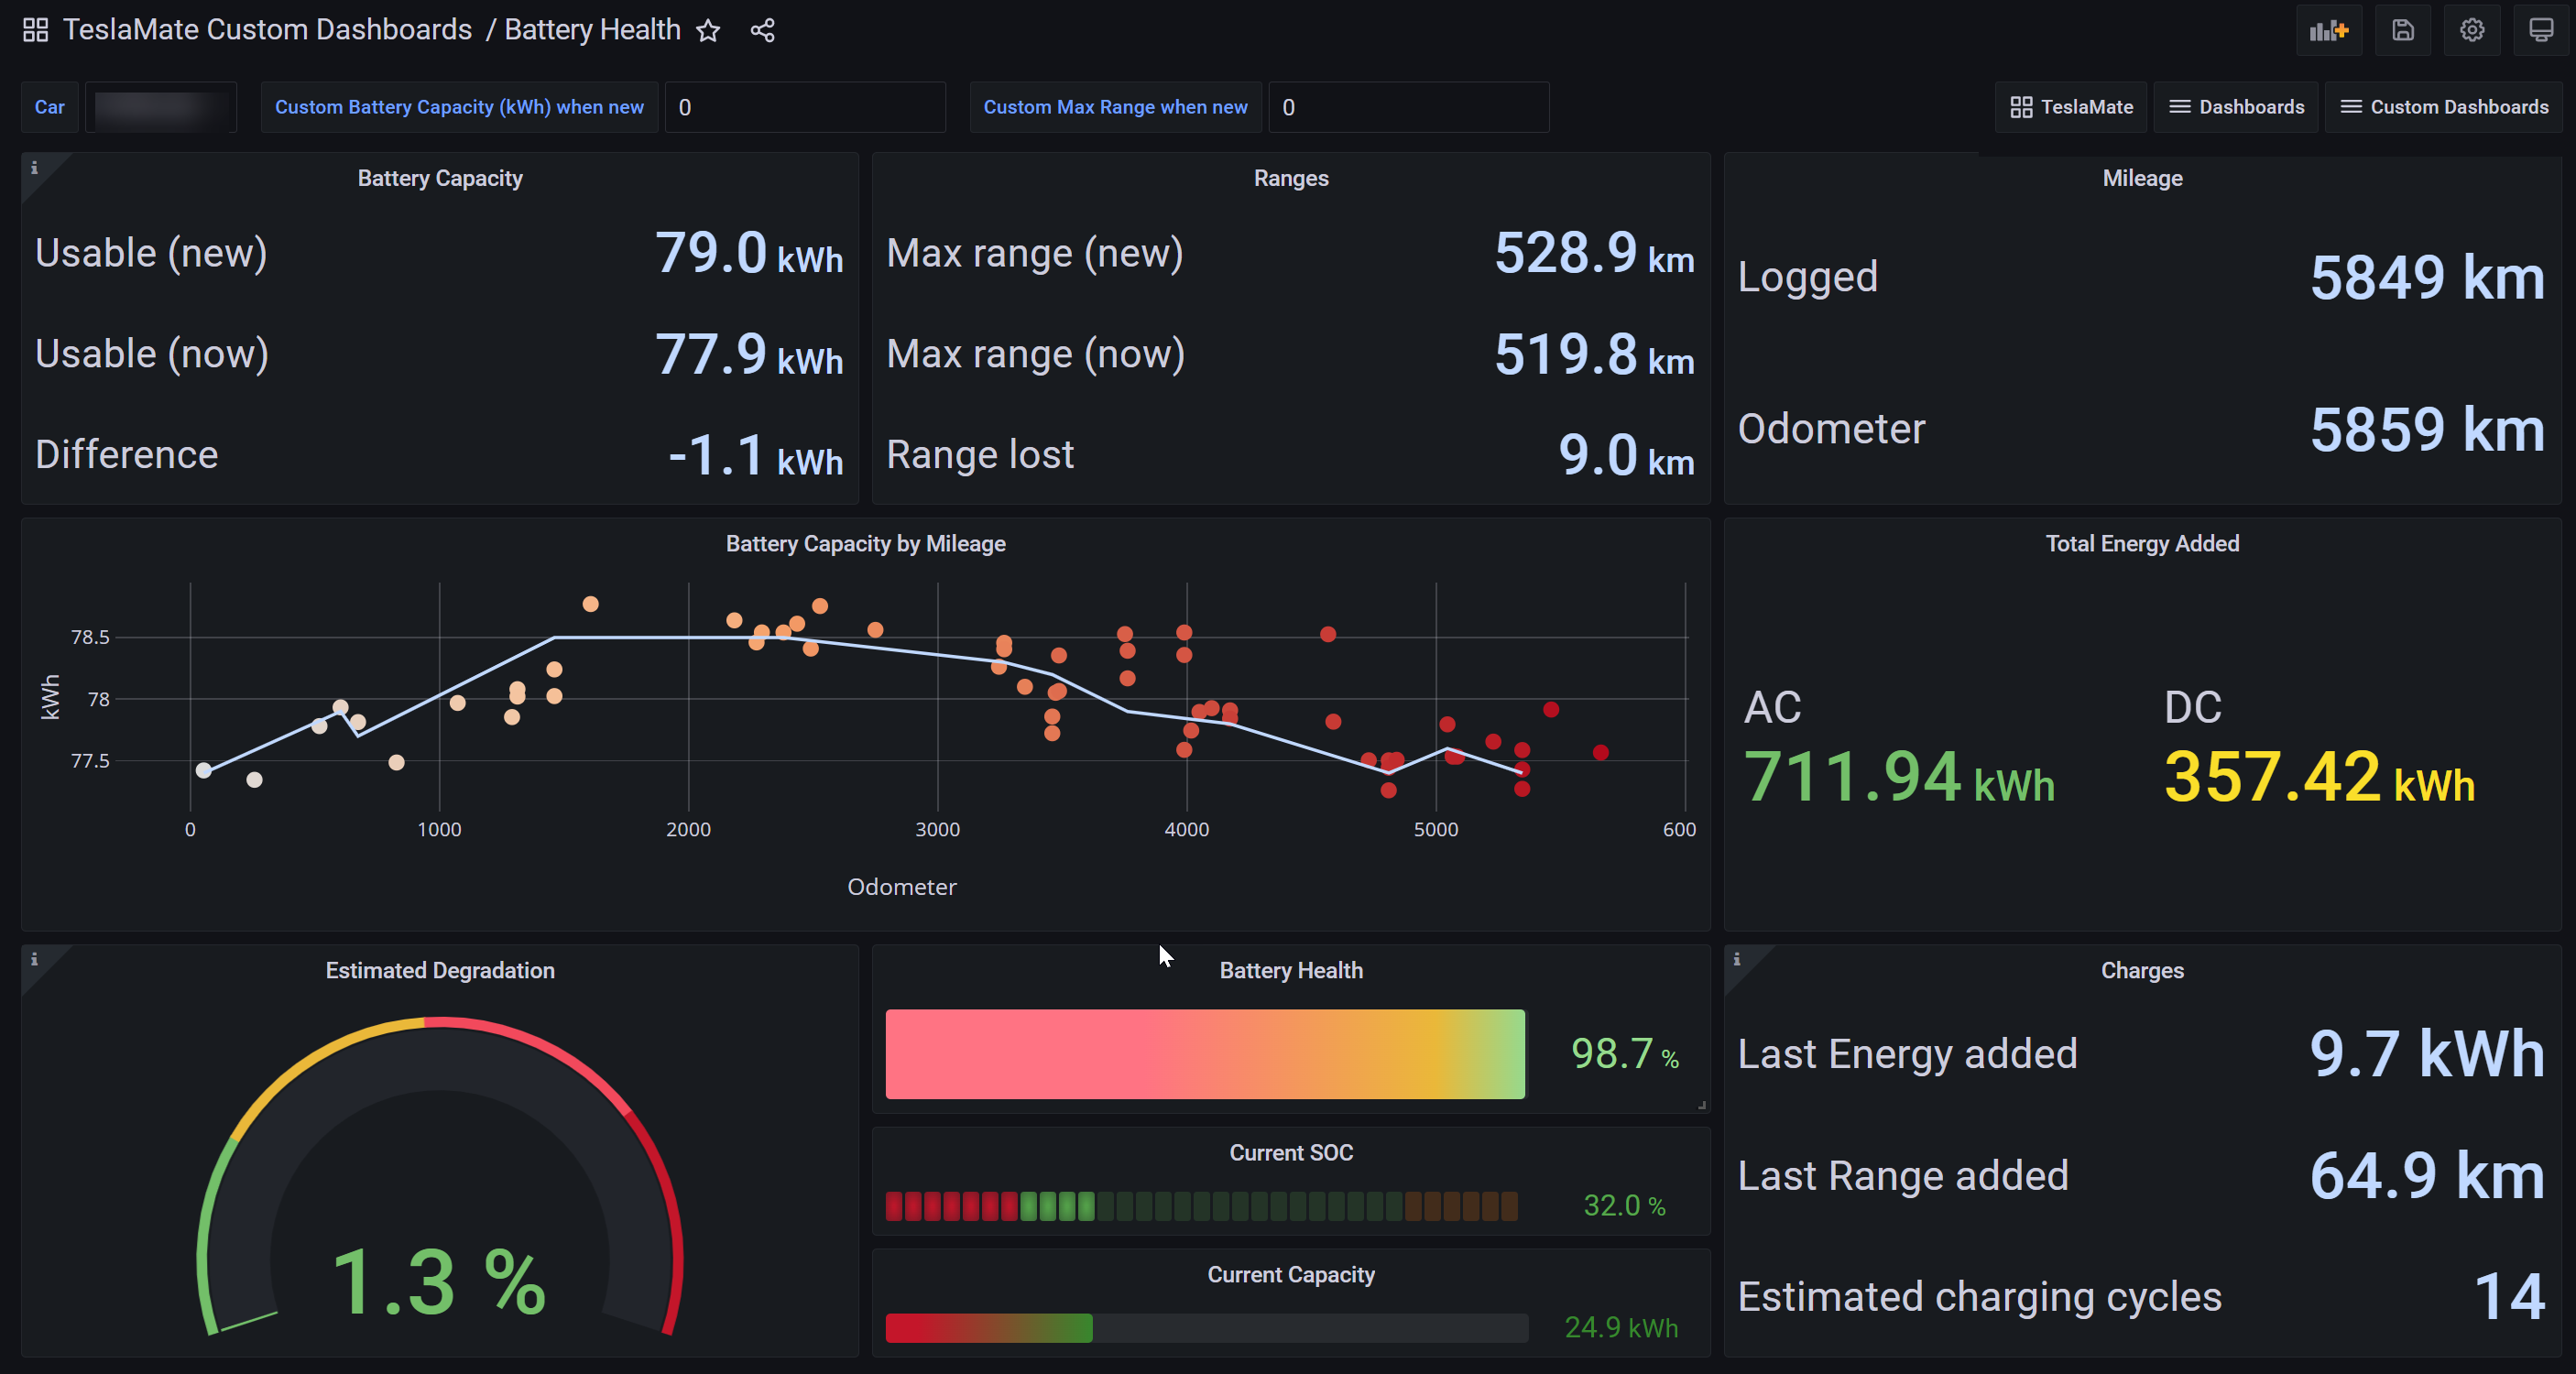 TeslaMate Custom Dashboards / Battery Health
Car
Custom Battery Capacity (kWh) when new
0
Custom Max Range when new
0
TeslaMate
Dashboards
Custom Dashboards
Battery Capacity
Usable (new)
79.0 kWh
Usable (now)
77.9 kWh
Difference
-1.1 kWh
Ranges
Max range (new)
528.9 km
Max range (now)
519.8 km
Range lost
9.0 km
Mileage
Logged
5849 km
Odometer
5859 km
Battery Capacity by Mileage
kWh
78.5
78
77.5
0
1000
2000
3000
4000
5000
600
Odometer
Total Energy Added
AC
711.94 kWh
DC
357.42 kWh
Estimated Degradation
1.3 %
Battery Health
98.7 %
Current SOC
32.0 %
Current Capacity
24.9 kWh
Charges
Last Energy added
9.7 kWh
Last Range added
64.9 km
Estimated charging cycles
14